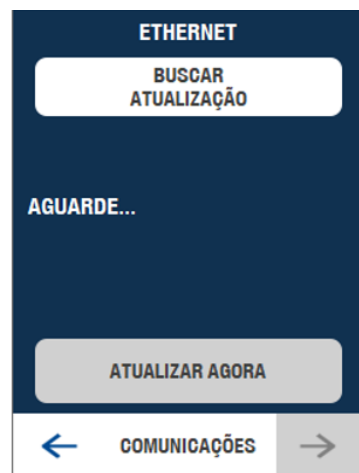 ETHERNET
BUSCAR
ATUALIZAÇÃO
AGUARDE...
ATUALIZAR AGORA
COMUNICAÇÕES